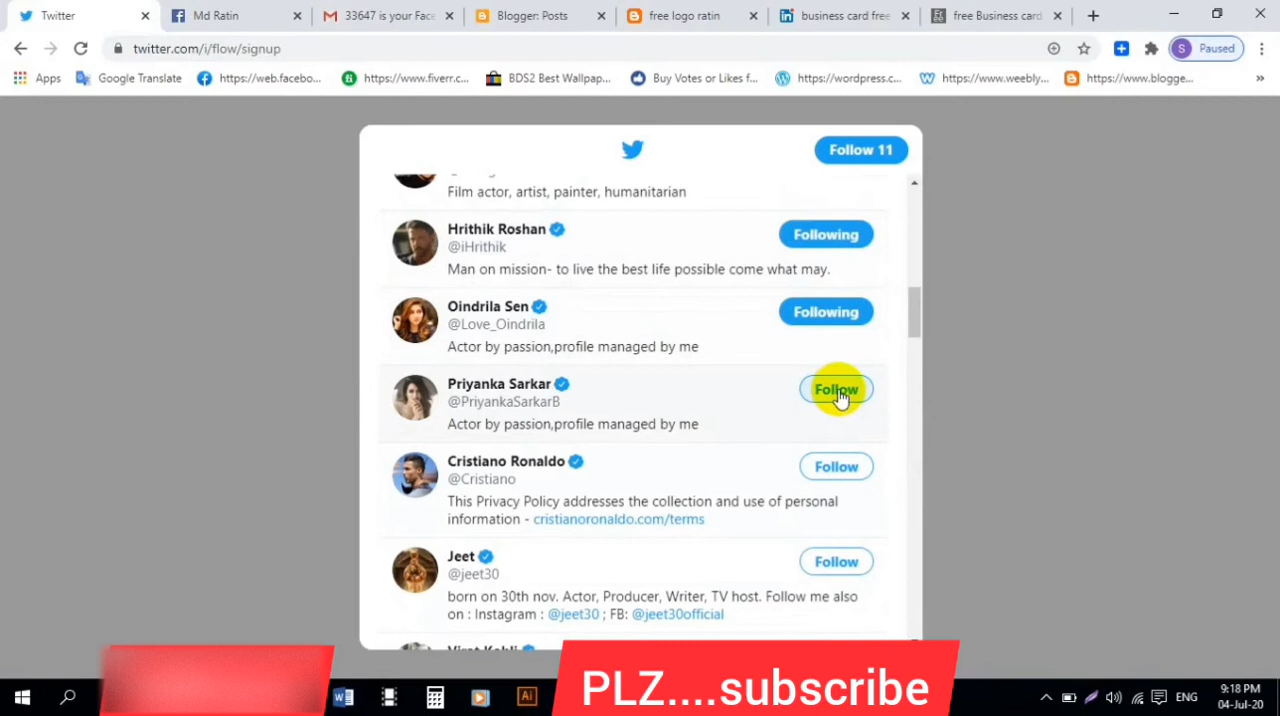 Twitter
Md Ratin
33647 is your Face
Blogger: Posts
free logo ratin
business card free
free Business card
twitter.com/i/flow/signup
S Paused
Apps
Google Translate
https://web.facebo...
https://www.fiverr.c...
BDS2 Best Wallpap...
Buy Votes or Likes f...
https://wordpress.c...
https://www.weebly...
https://www.blogge...
Follow 11
Film actor, artist, painter, humanitarian
Hrithik Roshan
@iHrithik
Following
Man on mission- to live the best life possible come what may.
Oindrila Sen
@Love_Oindrila
Following
Actor by passion,profile managed by me
Priyanka Sarkar
@PriyankaSarkarB
Follow
Actor by passion,profile managed by me
Cristiano Ronaldo
@Cristiano
Follow
This Privacy Policy addresses the collection and use of personal
information - cristianoronaldo.com/terms
Jeet
@jeet30
Follow
born on 30th nov. Actor, Producer, Writer, TV host. Follow me also
on : Instagram : @jeet30 ; FB: @jeet30official
Virat Kohli
PLZ....subscribe
Ai
ENG
9:18 PM
04-Jul-20